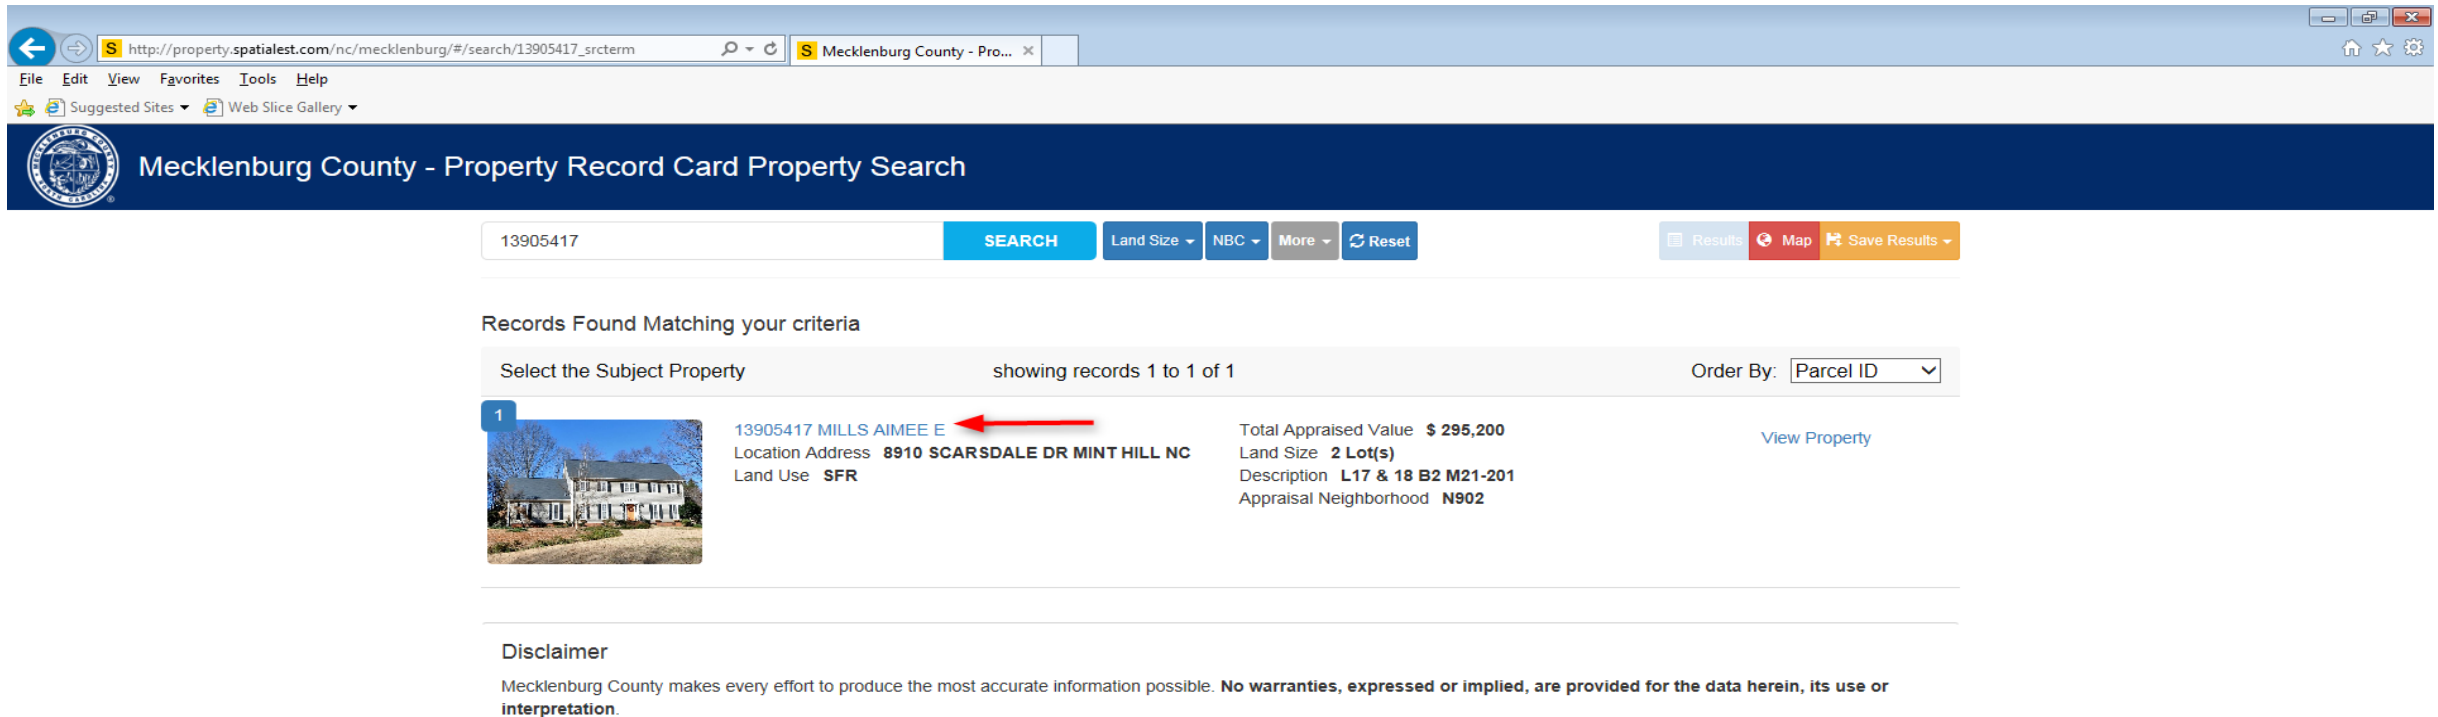 http://property.spatialest.com/nc/mecklenburg/#/search/13905417_srcterm
S Mecklenburg County - Pro...
File Edit View Favorites Tools Help
Suggested Sites Web Slice Gallery
Mecklenburg County - Property Record Card Property Search
13905417 SEARCH Land Size NBC More Reset Results Map Save Results
Records Found Matching your criteria
Select the Subject Property showing records 1 to 1 of 1 Order By: Parcel ID
1
13905417 MILLS AIMEE E
Location Address 8910 SCARSDALE DR MINT HILL NC
Land Use SFR
Total Appraised Value $ 295,200
Land Size 2 Lot(s)
Description L17 & 18 B2 M21-201
Appraisal Neighborhood N902
View Property
Disclaimer
Mecklenburg County makes every effort to produce the most accurate information possible. No warranties, expressed or implied, are provided for the data herein, its use or
interpretation.